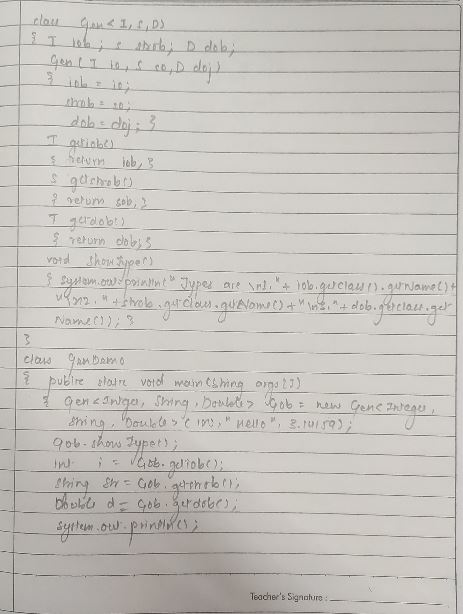 class Gen< I, S, D>
{ I iob ; S strob; D dob;
Gen( I io, S so, D doj)
{ iob = io;
strob = so;
dob = doj; }
T getiob()
{ return iob, }
S getstrob()
{ return sob, }
T getdob()
{ return dob; }
void showtype()
{ system.out.println(" Types are \n1." + iob.getclass().getName() +
"\n2." + strob.getclass.getName() + "\n3." + dob.getclass.get
Name()); }
}
class GenDemo
{ public static void main(String args[])
{ Gen<Integer, String, Double> Gob = new Gen<Integer,
String, Double> ( "Hello", 3.14159);
Gob.showType();
int i = Gob.getiob();
String str = Gob.getstrob();
Double d = Gob.getdob();
system.out.println();
Teacher's Signature :